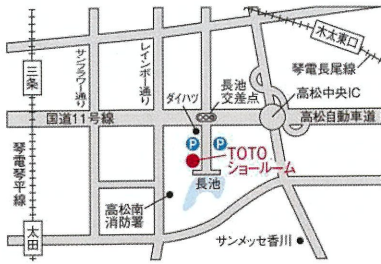 木太東口
三条
サンフラワー通り
レインボー通り
ダイハツ
長池
交差点
琴電長尾線
高松中央IC
国道11号線
高松自動車道
P
P
TOTO
ショールーム
琴電琴平線
長池
高松南
消防署
太田
サンメッセ香川